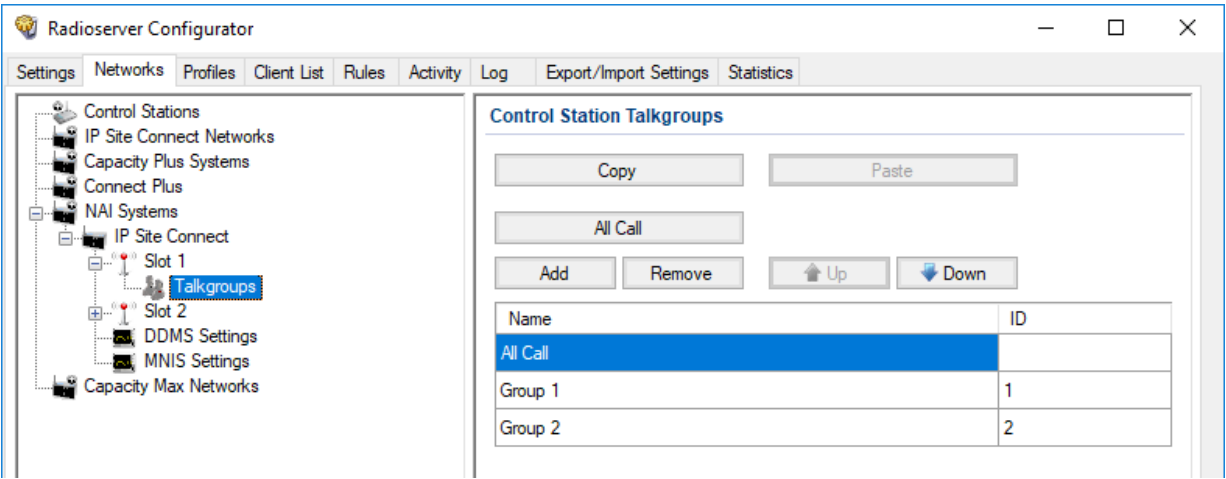 Radioserver Configurator
Settings Networks Profiles Client List Rules Activity Log Export/Import Settings Statistics
Control Stations
IP Site Connect Networks
Capacity Plus Systems
Connect Plus
NAI Systems
IP Site Connect
Slot 1
Talkgroups
Slot 2
DDMS Settings
MNIS Settings
Capacity Max Networks
Control Station Talkgroups
Copy Paste
All Call
Add Remove Up Down
Name ID
All Call
Group 1 1
Group 2 2